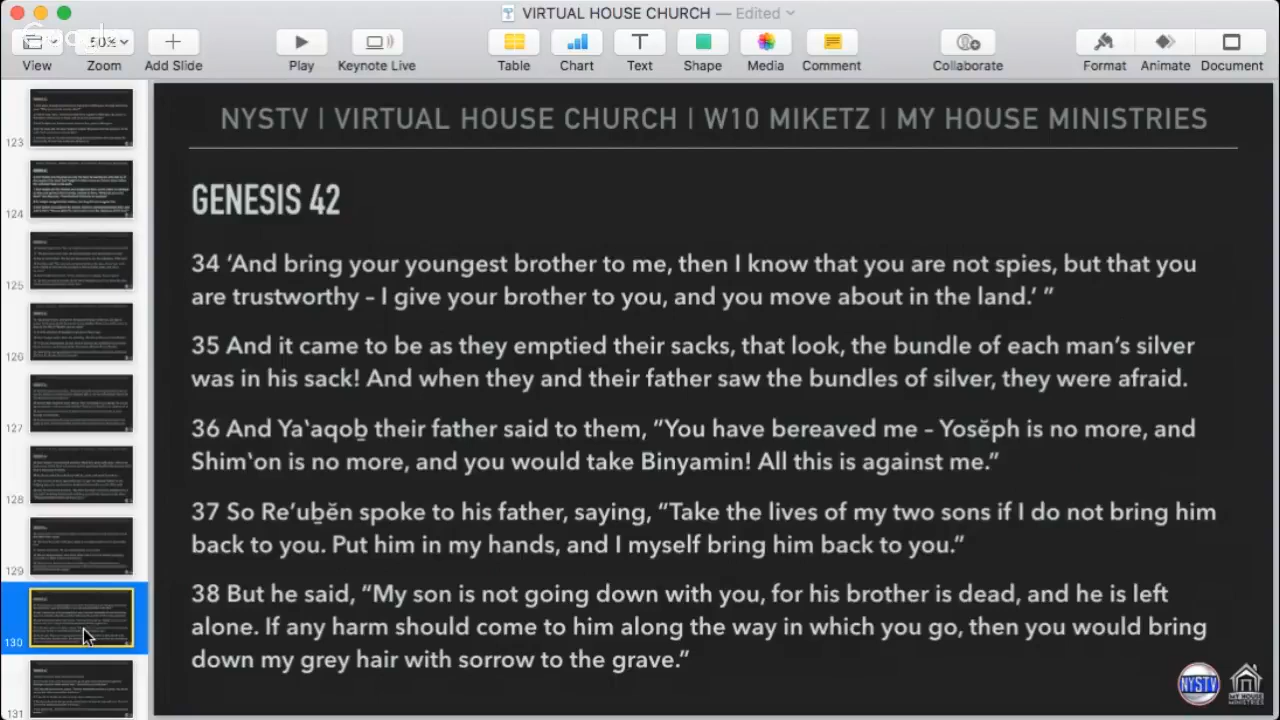 VIRTUAL HOUSE CHURCH — Edited
50%
View Zoom Add Slide Play Keynote Live Table Chart Text Shape Media Comment Collaborate Format Animate Document
NYSTV VIRTUAL HOUSE CHURCH | W/ MYKETZ MY HOUSE MINISTRIES
GENESIS 42
34 ‘And bring your youngest brother to me, then I know that you are not spies, but that you
are trustworthy – I give your brother to you, and you move about in the land.’ ”
35 And it came to be as they emptied their sacks, that look, the bundle of each man’s silver
was in his sack! And when they and their father saw the bundles of silver, they were afraid.
36 And Ya‛aqoḇ their father said to them, “You have bereaved me – Yosĕph is no more, and
Shim‛on is no more, and you would take Binyamin! All this is against me.”
37 So Re’uḇĕn spoke to his father, saying, “Take the lives of my two sons if I do not bring him
back to you. Put him in my hand and I myself bring him back to you.”
38 But he said, “My son is not going down with you, for his brother is dead, and he is left
alone. If any harm should befall him along the way in which you go, then you would bring
down my grey hair with sorrow to the grave.”
123
124
125
126
127
128
129
130
131
NYSTV
MY HOUSE
MINISTRIES